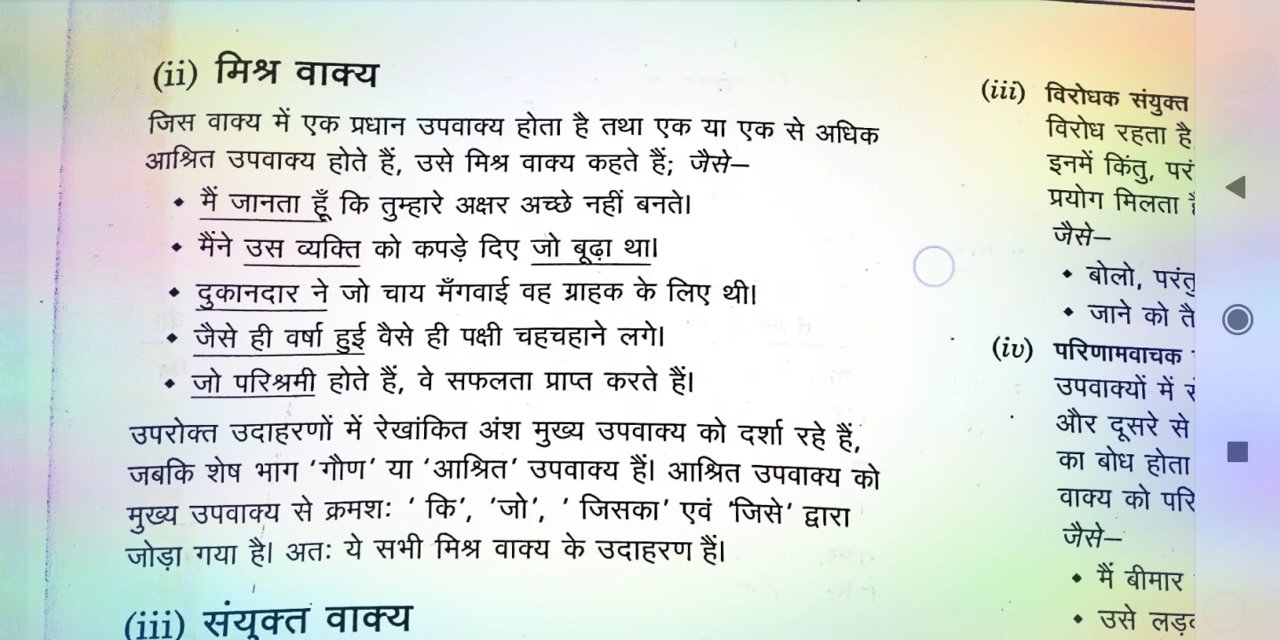 (ii) मिश्र वाक्य
जिस वाक्य में एक प्रधान उपवाक्य होता है तथा एक या एक से अधिक
आश्रित उपवाक्य होते हैं, उसे मिश्र वाक्य कहते हैं; जैसे—
• मैं जानता हूँ कि तुम्हारे अक्षर अच्छे नहीं बनते।
• मैंने उस व्यक्ति को कपड़े दिए जो बूढ़ा था।
• दुकानदार ने जो चाय मँगवाई वह ग्राहक के लिए थी।
• जैसे ही वर्षा हुई वैसे ही पक्षी चहचहाने लगे।
• जो परिश्रमी होते हैं, वे सफलता प्राप्त करते हैं।
उपरोक्त उदाहरणों में रेखांकित अंश मुख्य उपवाक्य को दर्शा रहे हैं,
जबकि शेष भाग 'गौण' या 'आश्रित' उपवाक्य हैं। आश्रित उपवाक्य को
मुख्य उपवाक्य से क्रमशः ' कि', 'जो', ' जिसका' एवं 'जिसे' द्वारा
जोड़ा गया है। अतः ये सभी मिश्र वाक्य के उदाहरण हैं।
(iii) संयुक्त वाक्य
(iii) विरोधक संयुक्त
विरोध रहता है
इनमें किंतु,
प्रयोग मिलता
जैसे—
• बोलो, परंतु
• जाने को
(iv) परिणामवाचक
उपवाक्यों में
और दूसरे से
का बोध होता
वाक्य को
जैसे—
• मैं बीमार
• उसे